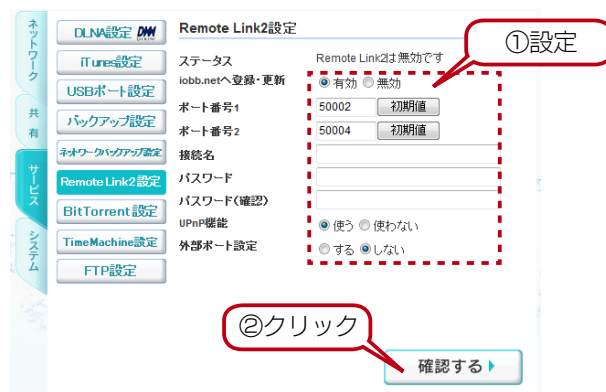 ネットワーク
共有
サービス
システム
DLNA設定 DMM
iTunes設定
USBポート設定
バックアップ設定
ネットワークバックアップ設定
Remote Link2設定
BitTorrent設定
TimeMachine設定
FTP設定
Remote Link2設定
ステータス Remote Link2は無効です
iobb.netへ登録・更新 有効 無効
ポート番号1 50002 初期値
ポート番号2 50004 初期値
接続名
パスワード
パスワード(確認)
UPnP機能 使う 使わない
外部ポート設定 する しない
①設定
②クリック
確認する